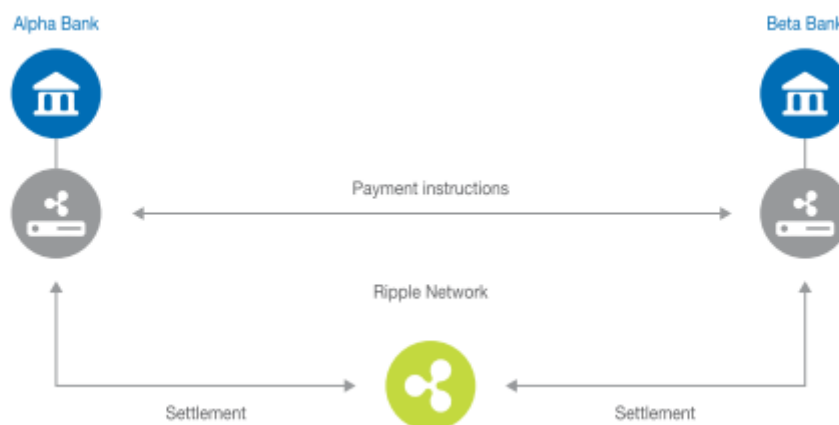 Alpha Bank
Beta Bank
Payment instructions
Ripple Network
Settlement
Settlement